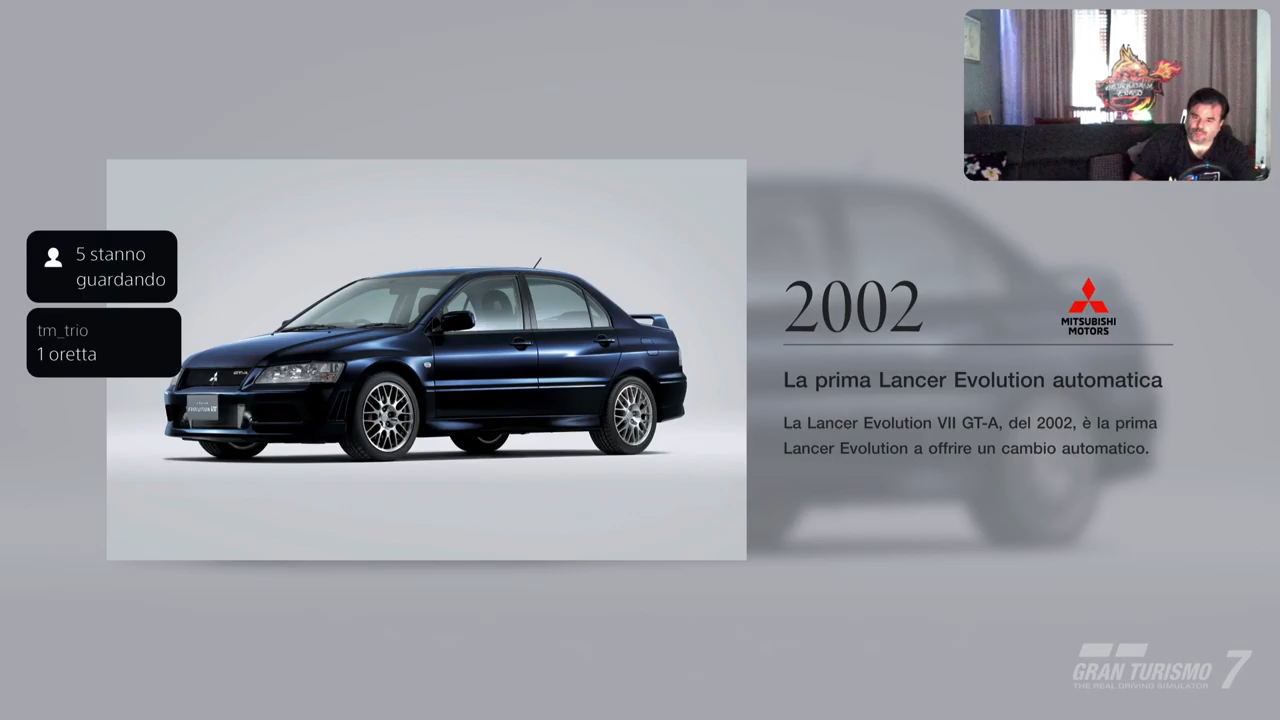 5 stanno
guardando
tm_trio
1 oretta
2002
MITSUBISHI
MOTORS
La prima Lancer Evolution automatica
La Lancer Evolution VII GT-A, del 2002, è la prima
Lancer Evolution a offrire un cambio automatico.
GRAN TURISMO 7
THE REAL DRIVING SIMULATOR